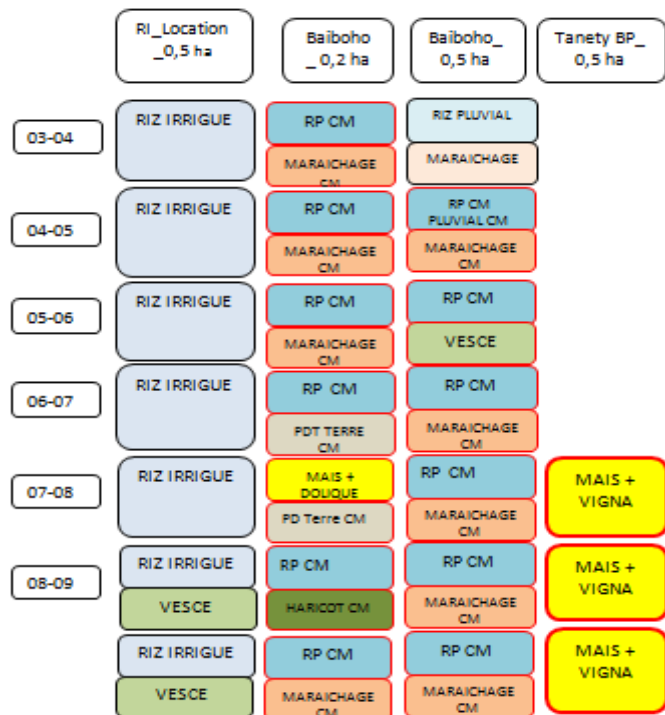 RI_Location
_0,5 ha
Baiboho
_ 0,2 ha
Baiboho_
0,5 ha
Tanety BP_
0,5 ha
03-04
RIZ IRRIGUE
RP CM
MARAICHAGE
CM
RIZ PLUVIAL
MARAICHAGE
04-05
RIZ IRRIGUE
RP CM
MARAICHAGE
CM
RP CM
PLUVIAL CM
MARAICHAGE
CM
05-06
RIZ IRRIGUE
RP CM
MARAICHAGE
CM
RP CM
VESCE
06-07
RIZ IRRIGUE
RP CM
PDT TERRE
CM
RP CM
MARAICHAGE
CM
07-08
RIZ IRRIGUE
MAIS +
DOLIQUE
PD Terre CM
RP CM
MARAICHAGE
CM
MAIS +
VIGNA
08-09
RIZ IRRIGUE
VESCE
RP CM
HARICOT CM
RP CM
MARAICHAGE
CM
MAIS +
VIGNA
RIZ IRRIGUE
VESCE
RP CM
MARAICHAGE
CM
RP CM
MARAICHAGE
CM
MAIS +
VIGNA